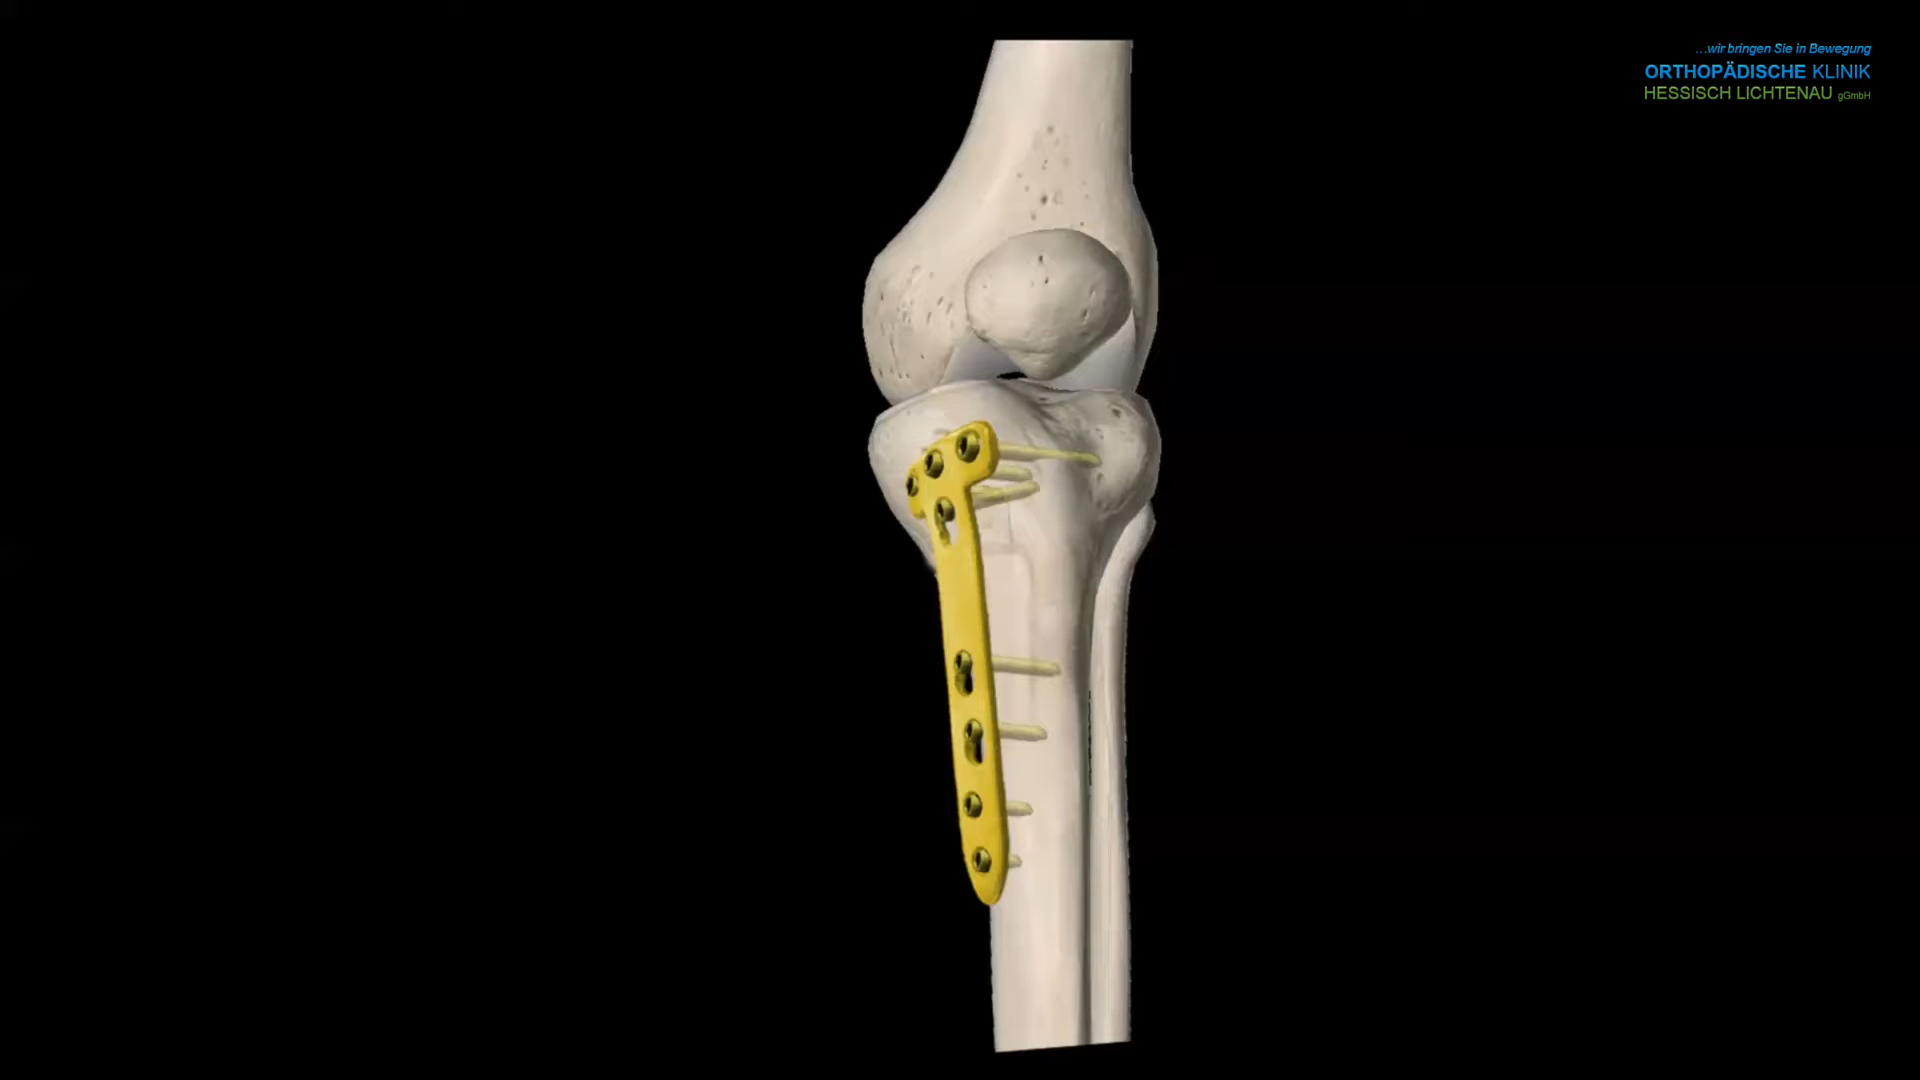 ...wir bringen Sie in Bewegung
ORTHOPÄDISCHE KLINIK
HESSISCH LICHTENAU gGmbH